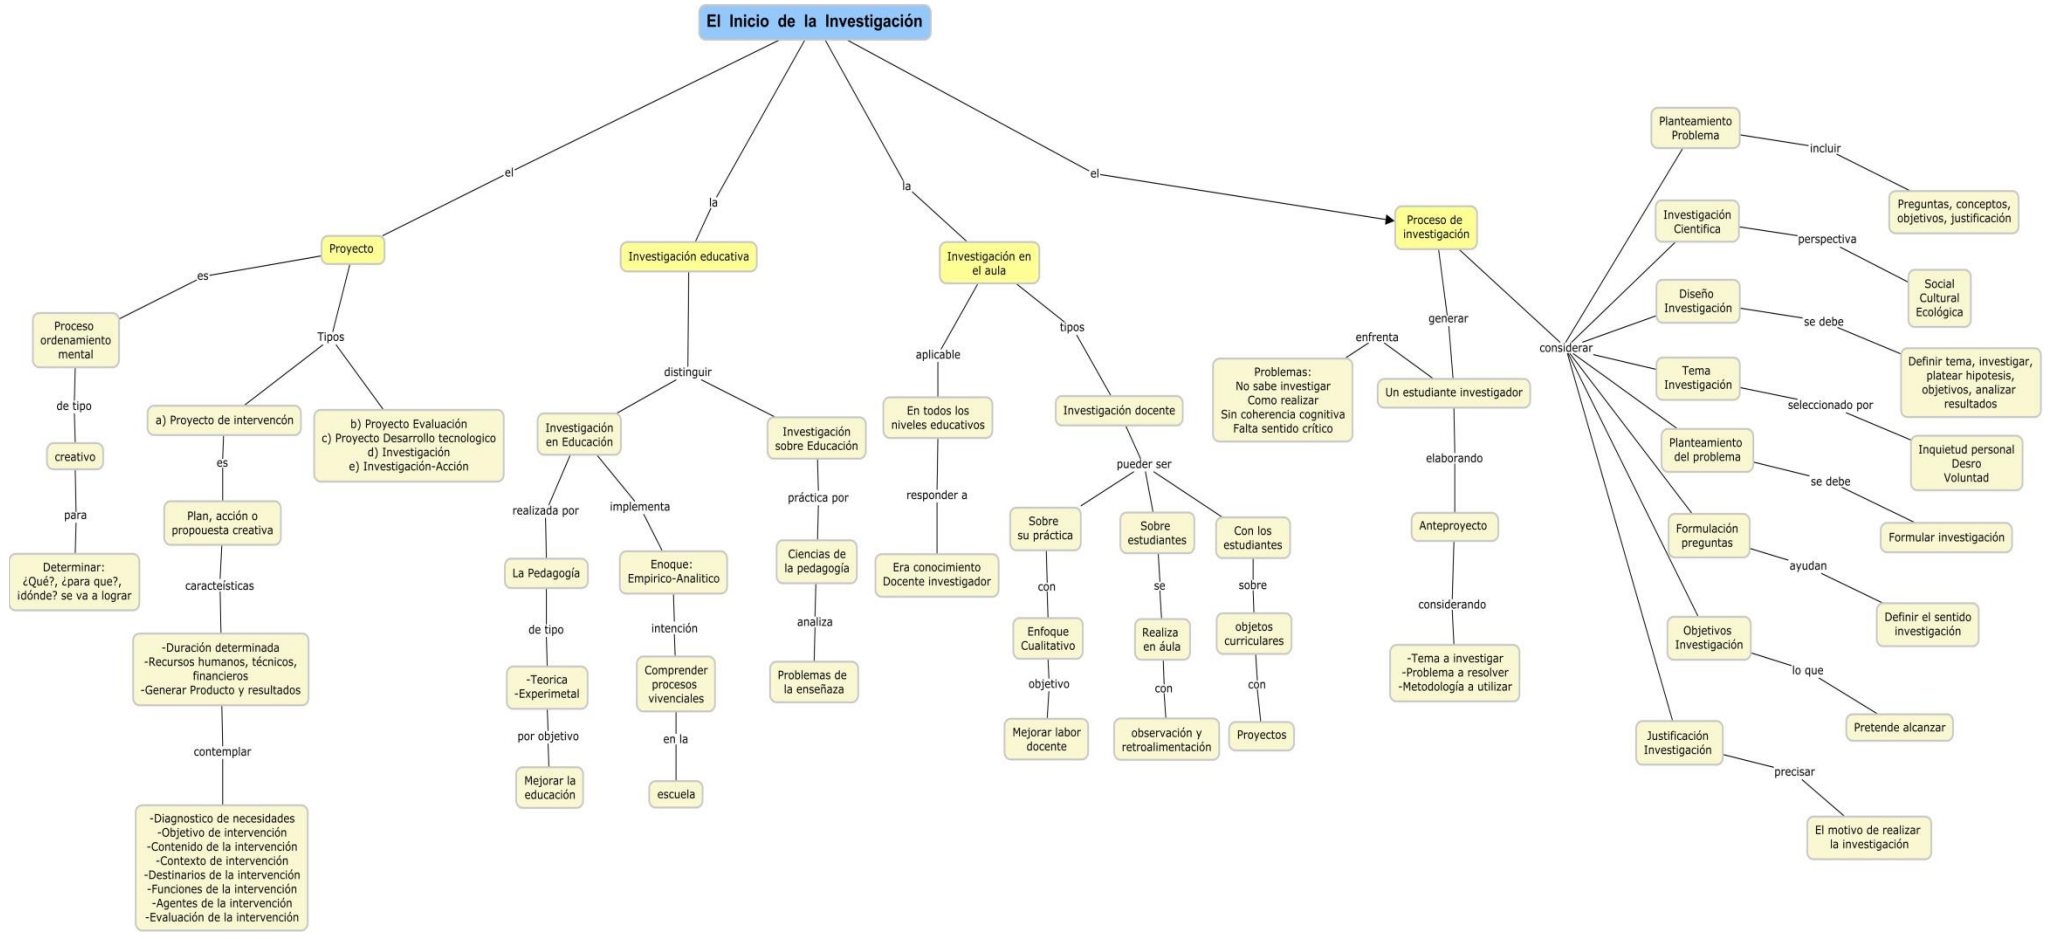 El Inicio de la Investigación
el
la
la
el
Proyecto
es
Proceso
ordenamiento
mental
de tipo
creativo
para
Determinar:
¿Qué?, ¿para que?,
¡dónde? se va a lograr
Tipos
a) Proyecto de intervencón
es
Plan, acción o
propouesta creativa
caracteísticas
-Duración determinada
-Recursos humanos, técnicos,
financieros
-Generar Producto y resultados
contemplar
-Diagnostico de necesidades
-Objetivo de intervención
-Contenido de la intervención
-Contexto de intervención
-Destinarios de la intervención
-Funciones de la intervención
-Agentes de la intervención
-Evaluación de la intervención
b) Proyecto Evaluación
c) Proyecto Desarrollo tecnologico
d) Investigación
e) Investigación-Acción
Investigación educativa
distinguir
Investigación
en Educación
realizada por
La Pedagogía
de tipo
-Teorica
-Experimetal
por objetivo
Mejorar la
educación
implementa
Enoque:
Empirico-Analitico
intención
Comprender
procesos
vivenciales
en la
escuela
Investigación
sobre Educación
práctica por
Ciencias de
la pedagogía
analiza
Problemas de
la enseñaza
Investigación en
el aula
aplicable
En todos los
niveles educativos
responder a
Era conocimiento
Docente investigador
tipos
Investigación docente
pueder ser
Sobre
su práctica
con
Enfoque
Cualitativo
objetivo
Mejorar labor
docente
Sobre
estudiantes
se
Realiza
en áula
con
observación y
retroalimentación
Con los
estudiantes
sobre
objetos
curriculares
con
Proyectos
Proceso de
investigación
generar
Un estudiante investigador
enfrenta
Problemas:
No sabe investigar
Como realizar
Sin coherencia cognitiva
Falta sentido crítico
elaborando
Anteproyecto
considerando
-Tema a investigar
-Problema a resolver
-Metodología a utilizar
considerar
Planteamiento
Problema
incluir
Preguntas, conceptos,
objetivos, justificación
Investigación
Cientifica
perspectiva
Social
Cultural
Ecológica
Diseño
Investigación
se debe
Definir tema, investigar,
platear hipotesis,
objetivos, analizar
resultados
Tema
Investigación
seleccionado por
Inquietud personal
Desro
Voluntad
Planteamiento
del problema
se debe
Formular investigación
Formulación
preguntas
ayudan
Definir el sentido
investigación
Objetivos
Investigación
lo que
Pretende alcanzar
Justificación
Investigación
precisar
El motivo de realizar
la investigación